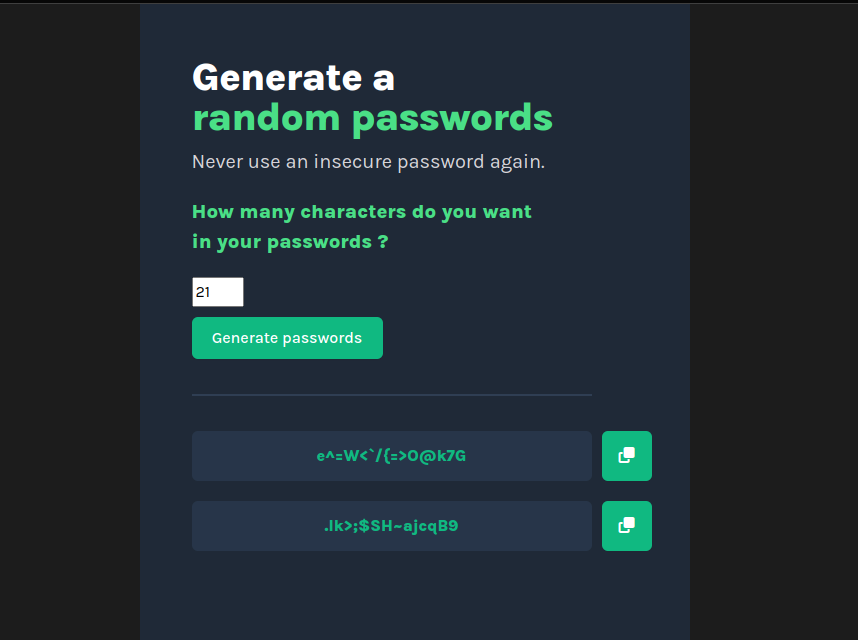 Generate a
random passwords
Never use an insecure password again.
How many characters do you want
in your passwords ?
21
Generate passwords
e^=W<`/{=>O@k7G
.lk>;$SH~ajcqB9